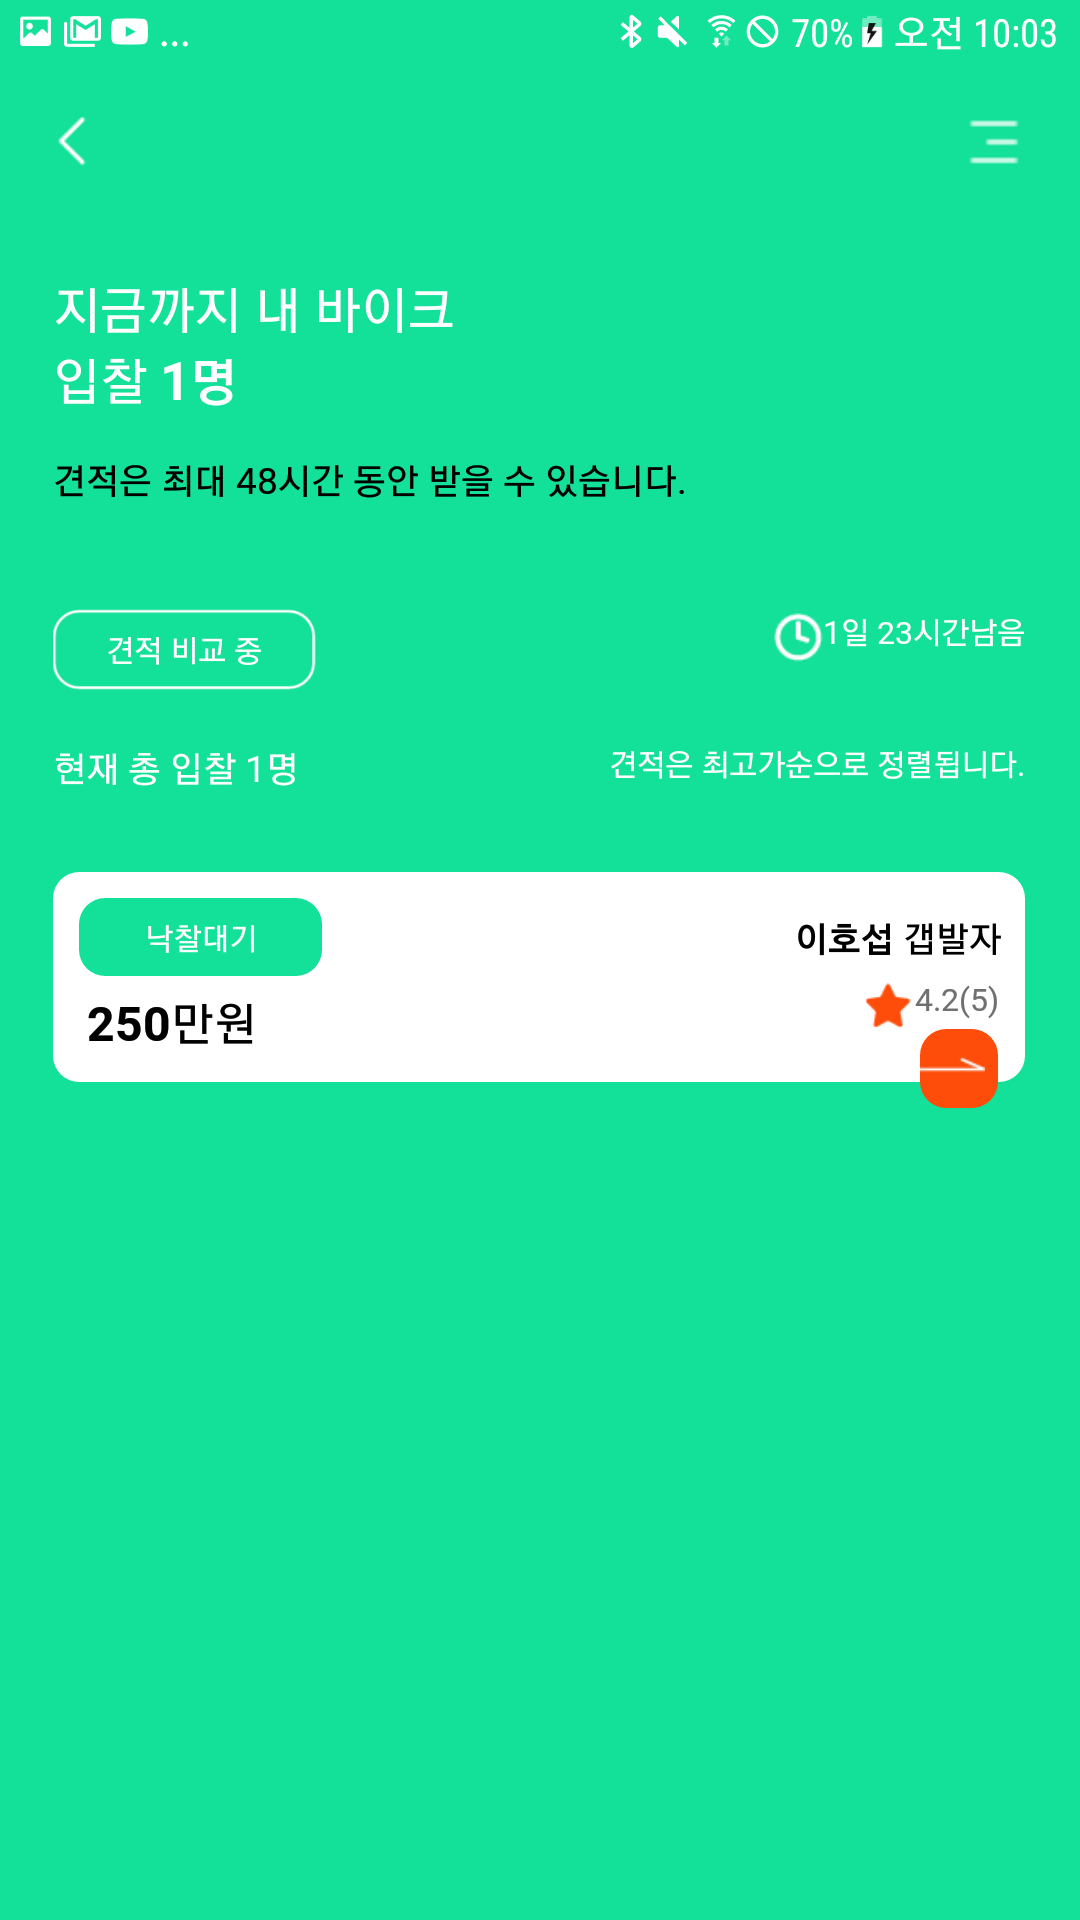 ... 70% 오전 10:03
지금까지 내 바이크
입찰 1명
견적은 최대 48시간 동안 받을 수 있습니다.
견적 비교 중
1일 23시간남음
현재 총 입찰 1명
견적은 최고가순으로 정렬됩니다.
낙찰대기
이호섭 갭발자
4.2(5)
250만원